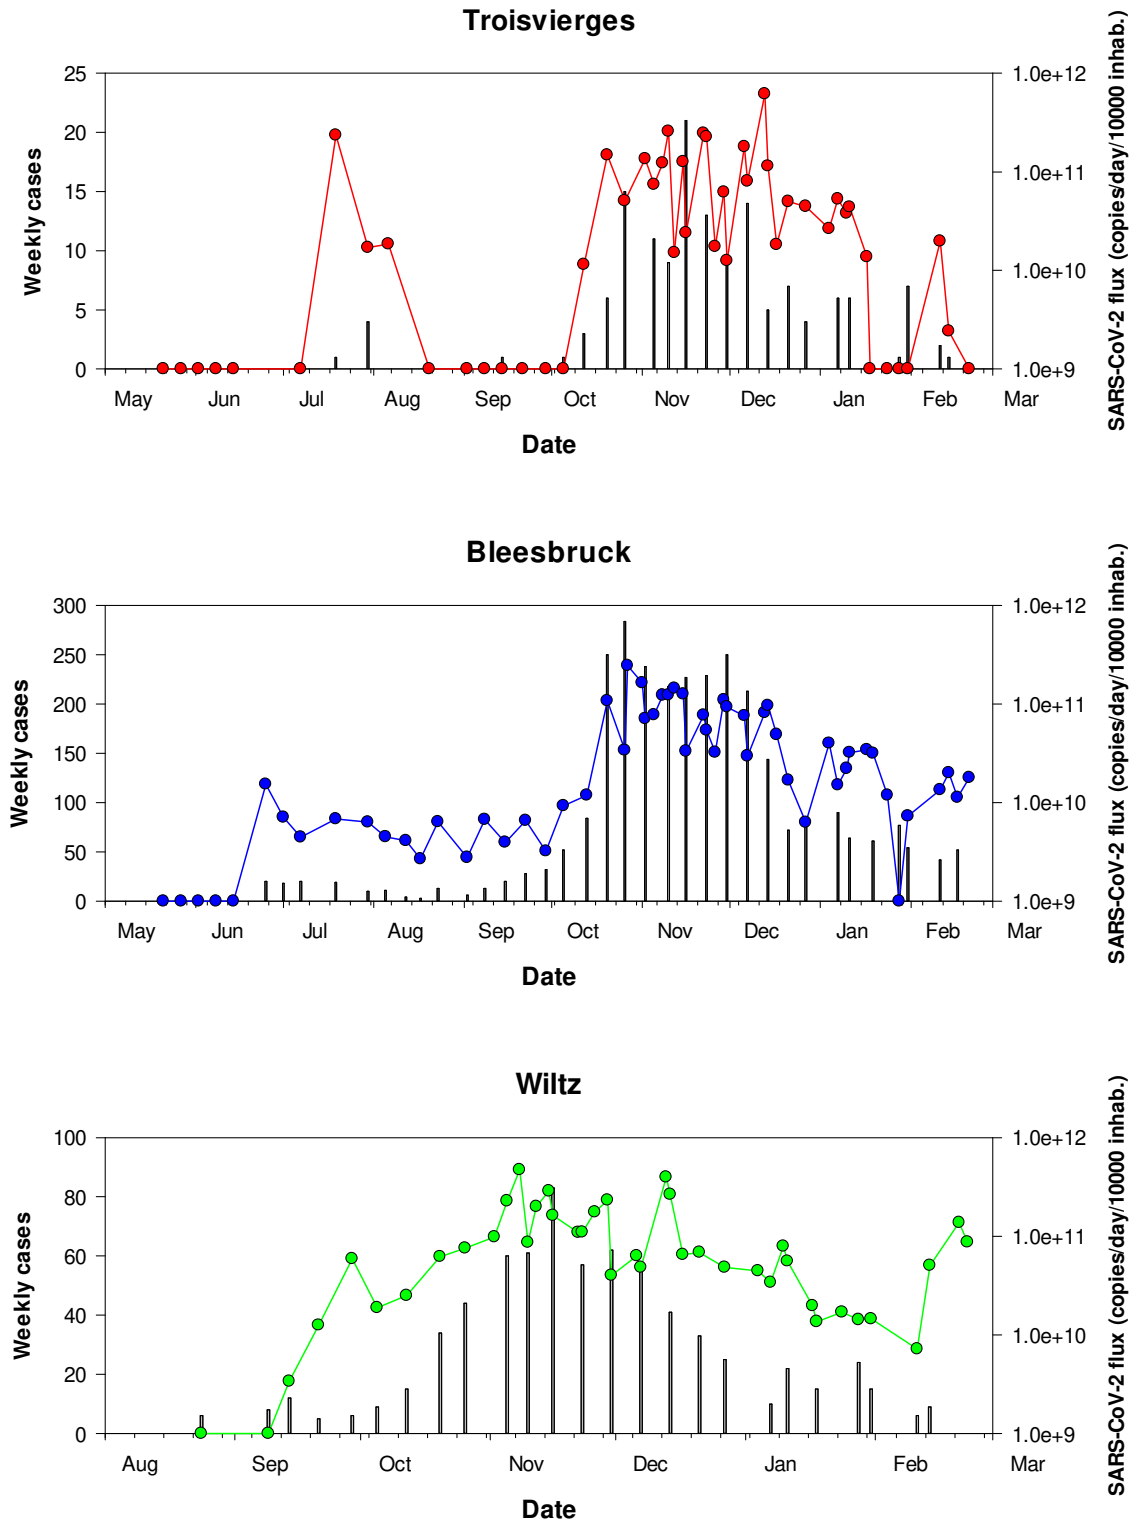 Troisvierges
25
20
15
10
5
0
Weekly cases
1.0e+12
1.0e+11
1.0e+10
1.0e+9
SARS-CoV-2 flux (copies/day/10000 inhab.)
May Jun Jul Aug Sep Oct Nov Dec Jan Feb Mar
Date
Bleesbruck
300
250
200
150
100
50
0
Weekly cases
1.0e+12
1.0e+11
1.0e+10
1.0e+9
SARS-CoV-2 flux (copies/day/10000 inhab.)
May Jun Jul Aug Sep Oct Nov Dec Jan Feb Mar
Date
Wiltz
100
80
60
40
20
0
Weekly cases
1.0e+12
1.0e+11
1.0e+10
1.0e+9
SARS-CoV-2 flux (copies/day/10000 inhab.)
Aug Sep Oct Nov Dec Jan Feb Mar
Date